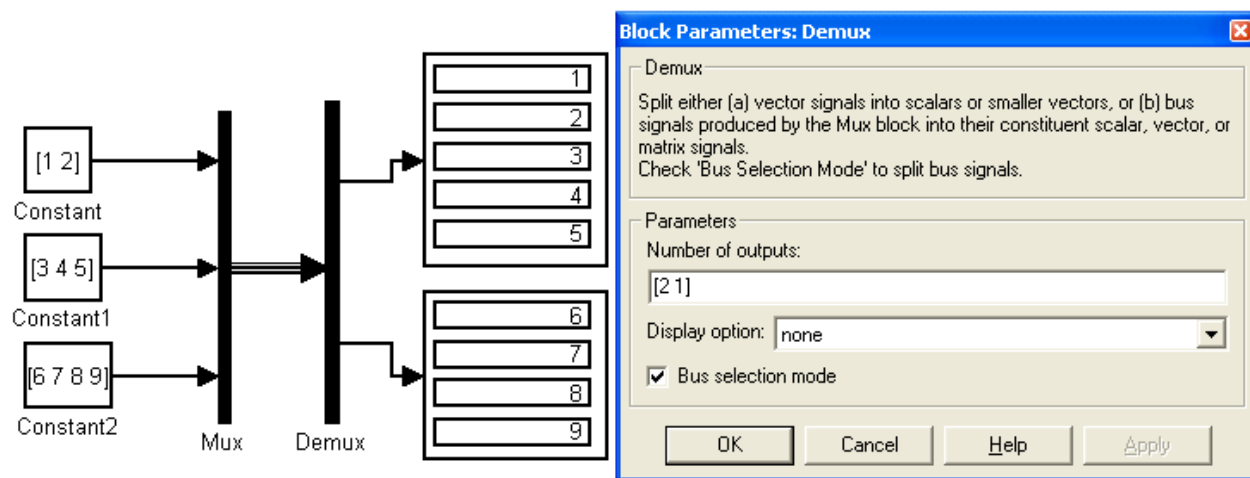 [1 2]
Constant
[3 4 5]
Constant1
[6 7 8 9]
Constant2
Mux
Demux
1
2
3
4
5
6
7
8
9
Block Parameters: Demux
Demux
Split either (a) vector signals into scalars or smaller vectors, or (b) bus
signals produced by the Mux block into their constituent scalar, vector, or
matrix signals.
Check 'Bus Selection Mode' to split bus signals.
Parameters
Number of outputs:
[2 1]
Display option: none
Bus selection mode
OK Cancel Help Apply